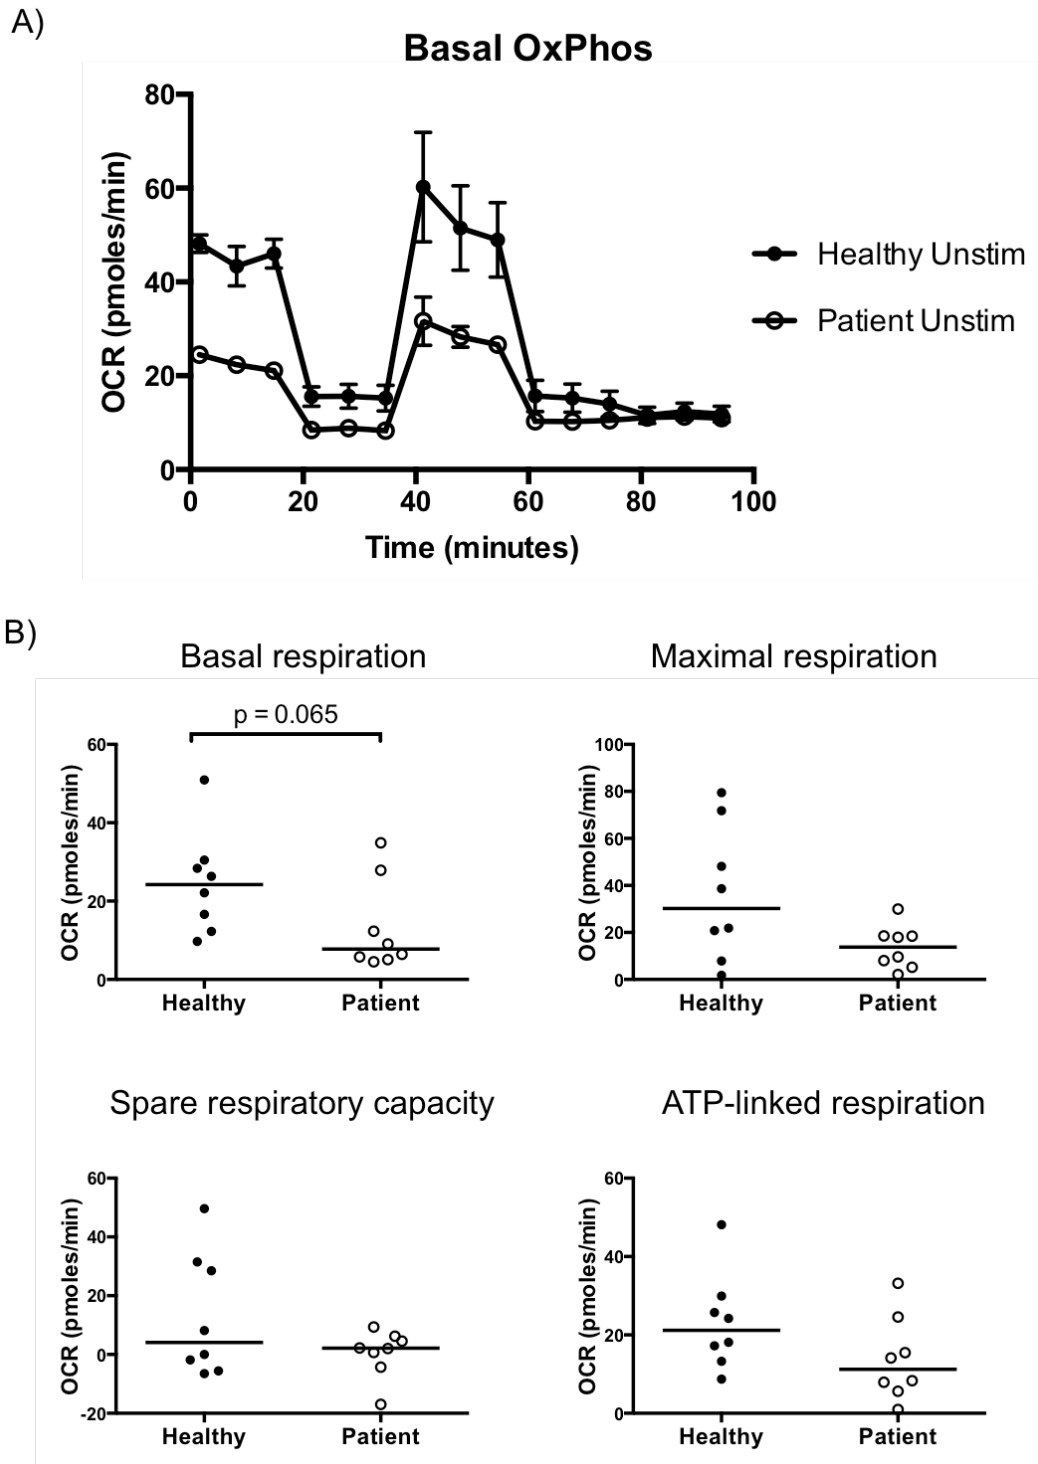 A)
Basal OxPhos
OCR (pmoles/min)
80
60
40
20
0
0 20 40 60 80 100
Time (minutes)
Healthy Unstim
Patient Unstim
B)
Basal respiration
p = 0.065
OCR (pmoles/min)
60
40
20
0
Healthy Patient
Maximal respiration
OCR (pmoles/min)
100
80
60
40
20
0
Healthy Patient
Spare respiratory capacity
OCR (pmoles/min)
60
40
20
0
-20
Healthy Patient
ATP-linked respiration
OCR (pmoles/min)
60
40
20
0
Healthy Patient